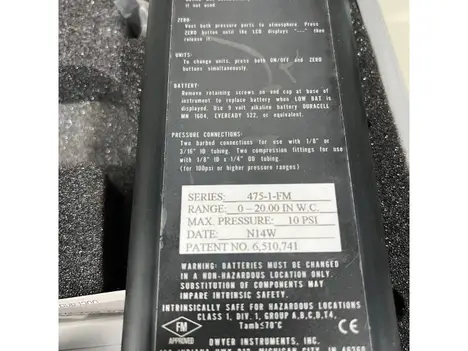 if not used
ZERO:
Vent both pressure ports to atmosphere. Press
ZERO button until the LCD displays "---" then
release it.
UNITS:
To change units, press both ON/OFF and ZERO
buttons simultaneously.
BATTERY:
Remove retaining screws on end cap at base of
instrument to replace battery when LOW BAT is
displayed. Use 9 volt alkaline battery DURACELL
MN 1604, EVEREADY 522, or equivalent.
PRESSURE CONNECTIONS:
Two barbed connections for use with 1/8" or
3/16" ID tubing. Two compression fittings for use
with 1/8" ID x 1/4" OD tubing.
(for 100psi or higher pressure ranges)
SERIES: 475-1-FM
RANGE: 0 – 20.00 IN W.C.
MAX. PRESSURE: 10 PSI
DATE: N14W
PATENT NO. 6,510,741
WARNING: BATTERIES MUST BE CHANGED
IN A NON-HAZARDOUS LOCATION ONLY.
SUBSTITUTION OF COMPONENTS MAY
IMPAIR INTRINSIC SAFETY
INTRINSICALLY SAFE FOR HAZARDOUS LOCATIONS
CLASS 1, DIV. 1, GROUP A,B,C,D,T4,
Tamb≤70°C
FM
APPROVED
CE
DWYER INSTRUMENTS, INC.
MICHIGAN CITY, IN 46360